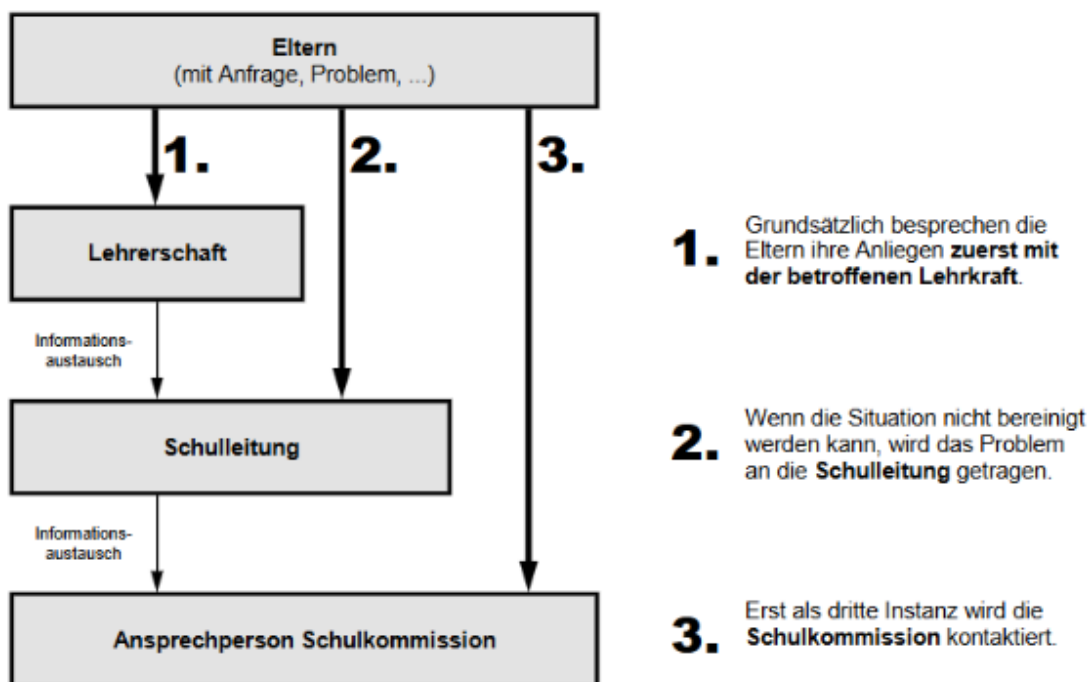 Eltern
(mit Anfrage, Problem, ...)
1.
2.
3.
Lehrerschaft
Informations-
austausch
Schulleitung
Informations-
austausch
Ansprechperson Schulkommission
1.
Grundsätzlich besprechen die
Eltern ihre Anliegen zuerst mit
der betroffenen Lehrkraft.
2.
Wenn die Situation nicht bereinigt
werden kann, wird das Problem
an die Schulleitung getragen.
3.
Erst als dritte Instanz wird die
Schulkommission kontaktiert.